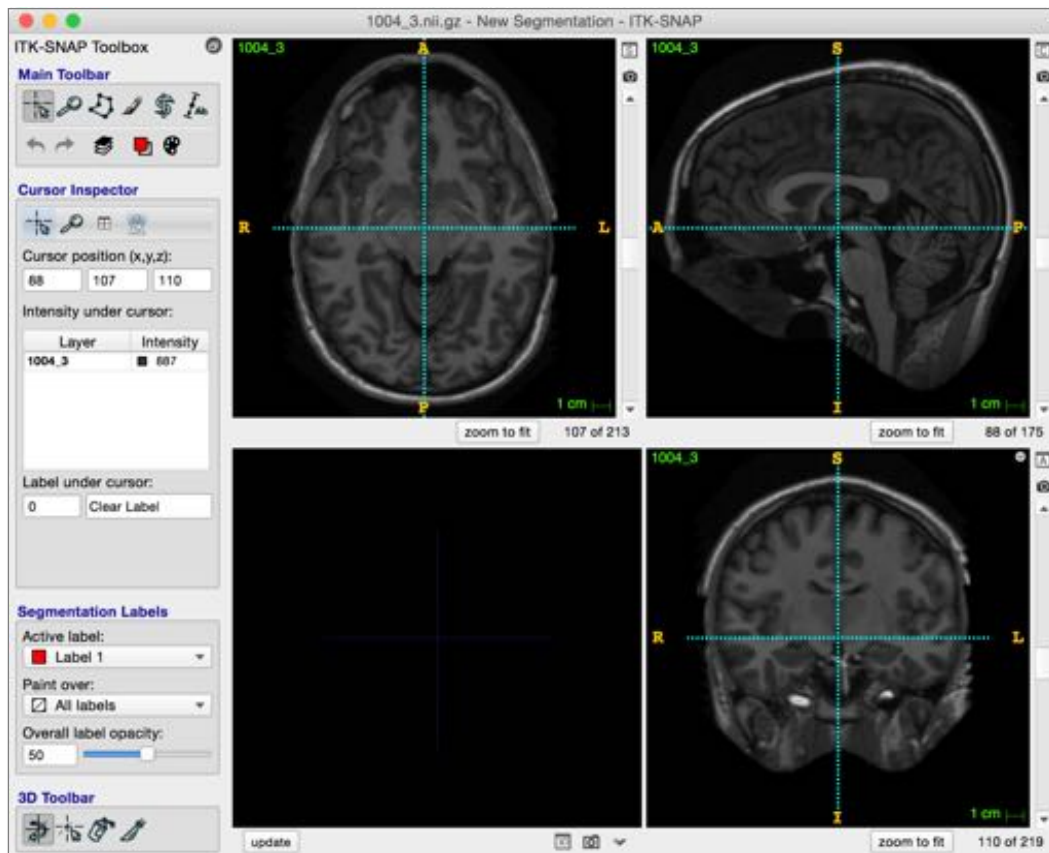 1004_3.nii.gz - New Segmentation - ITK-SNAP
ITK-SNAP Toolbox
Main Toolbar
Cursor Inspector
Cursor position (x,y,z):
88 107 110
Intensity under cursor:
Layer Intensity
1004_3 887
Label under cursor:
0 Clear Label
Segmentation Labels
Active label:
Label 1
Paint over:
All labels
Overall label opacity:
50
3D Toolbar
1004_3
A
R
L
P
1 cm
zoom to fit 107 of 213
1004_3
S
A
P
I
1 cm
zoom to fit 88 of 175
update
1004_3
S
R
L
I
1 cm
zoom to fit 110 of 219